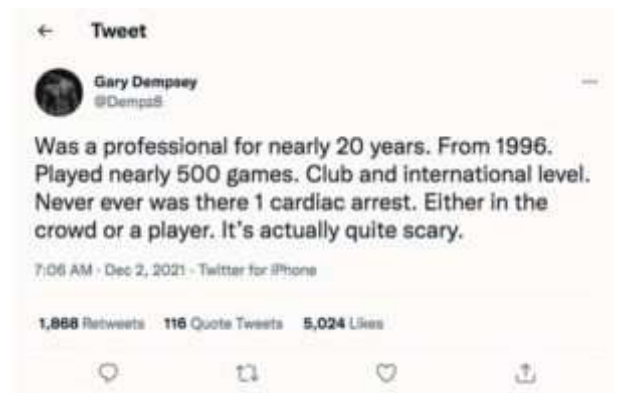 ← Tweet
Gary Dempsey
@Demps8
Was a professional for nearly 20 years. From 1996.
Played nearly 500 games. Club and international level.
Never ever was there 1 cardiac arrest. Either in the
crowd or a player. It's actually quite scary.
7:06 AM · Dec 2, 2021 · Twitter for iPhone
1,868 Retweets 116 Quote Tweets 5,024 Likes